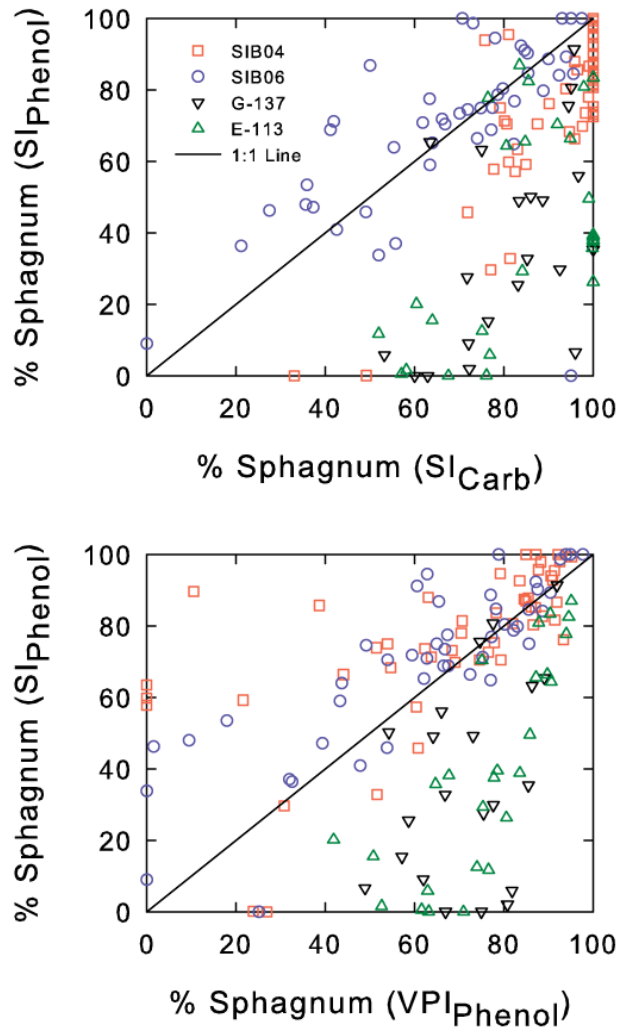 100
80
60
40
20
0
% Sphagnum (SIPhenol)
SIB04
SIB06
G-137
E-113
1:1 Line
0 20 40 60 80 100
% Sphagnum (SICarb)
100
80
60
40
20
0
% Sphagnum (SIPhenol)
0 20 40 60 80 100
% Sphagnum (VPIPhenol)